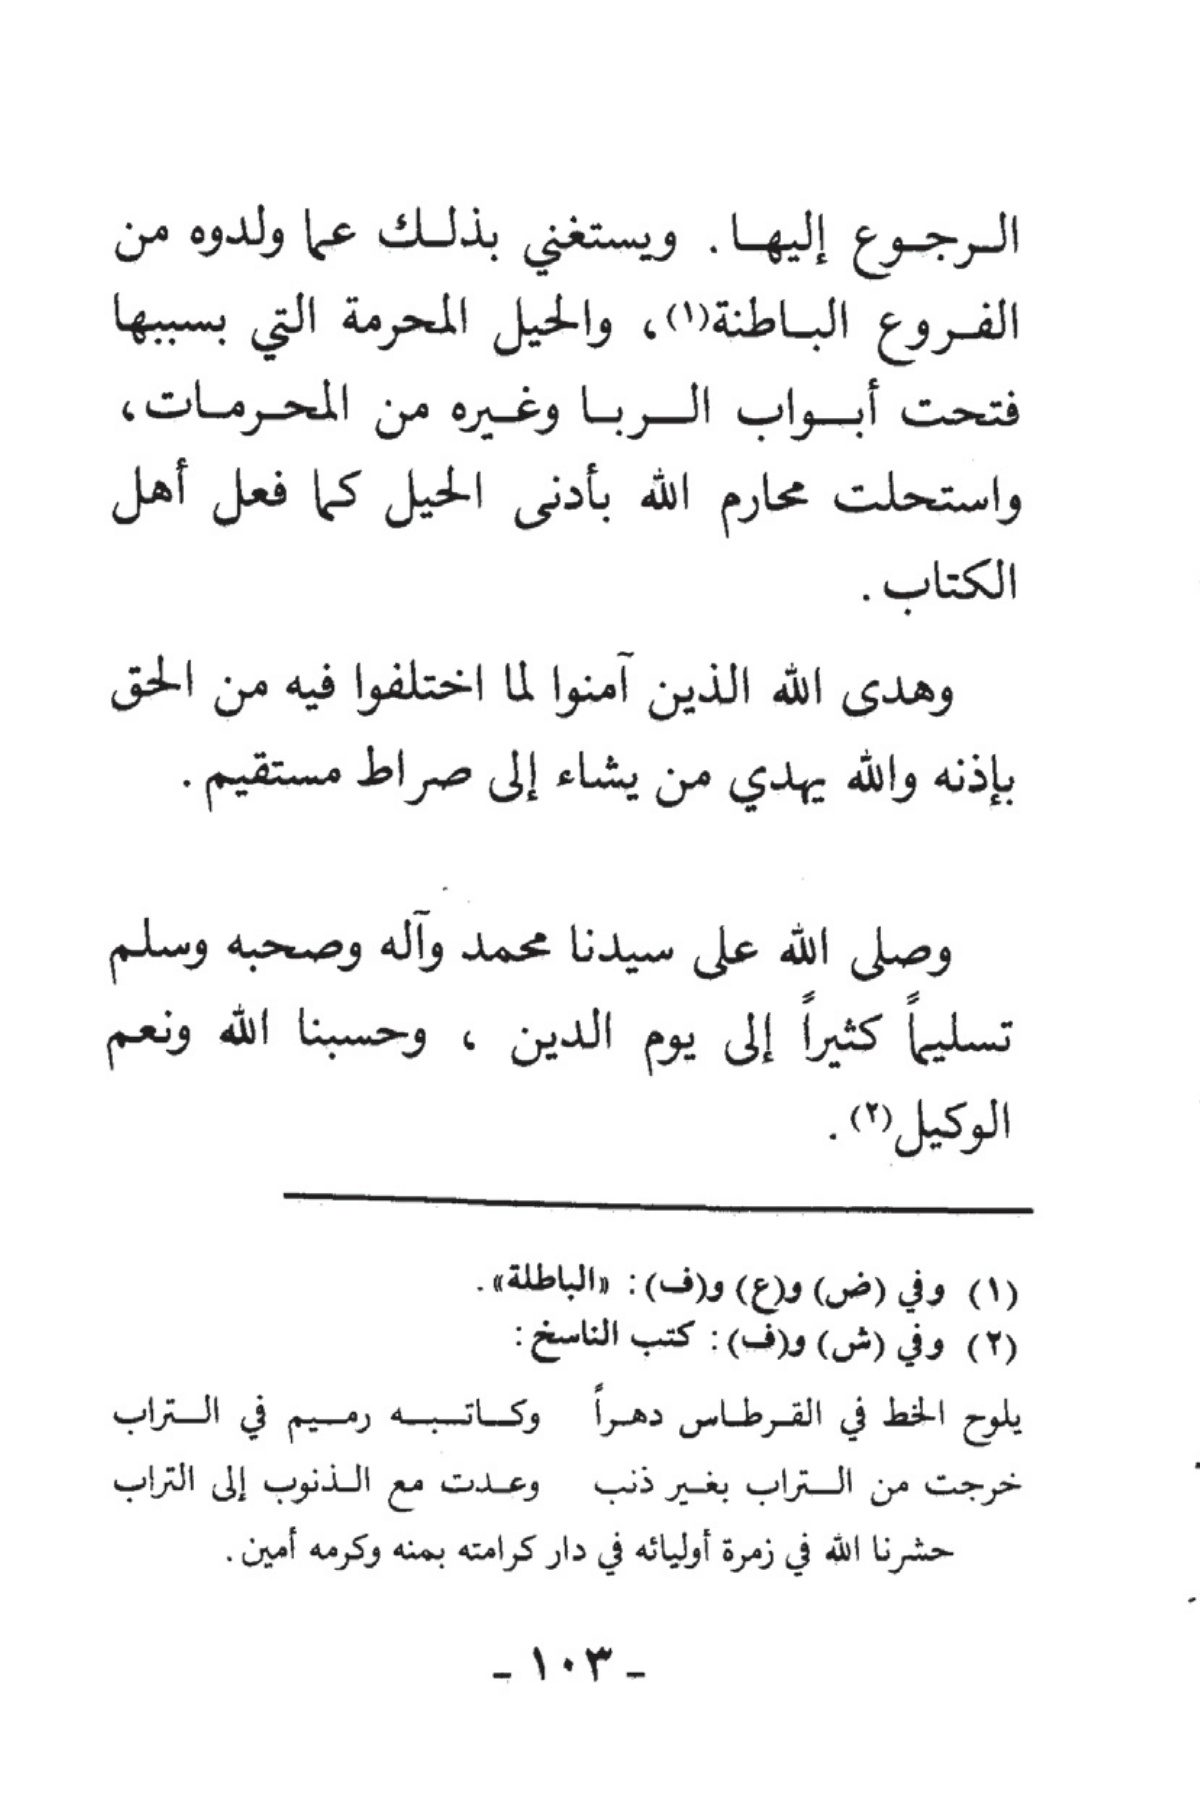 الرجوع إليها. ويستغني بذلك عما ولدوه من
الفروع الباطنة(١)، والحيل المحرمة التي بسببها
فتحت أبواب الربا وغيره من المحرمات،
واستحلت محارم الله بأدنى الحيل كما فعل أهل
الكتاب.
وهدى الله الذين آمنوا لما اختلفوا فيه من الحق
بإذنه والله يهدي من يشاء إلى صراط مستقيم.
وصلى الله على سيدنا محمد وآله وصحبه وسلم
تسليماً كثيراً إلى يوم الدين ، وحسبنا الله ونعم
الوكيل(٢).
(١) وفي (ض) و(ع) و(ف): «الباطلة».
(٢) وفي (ش) و(ف): كتب الناسخ:
يلوح الخط في القرطاس دهراً وكاتبه رميم في التراب
خرجت من التراب بغير ذنب وعدت مع الذنوب إلى التراب
حشرنا الله في زمرة أوليائه في دار كرامته بمنه وكرمه أمين.
- ١٠٣ -